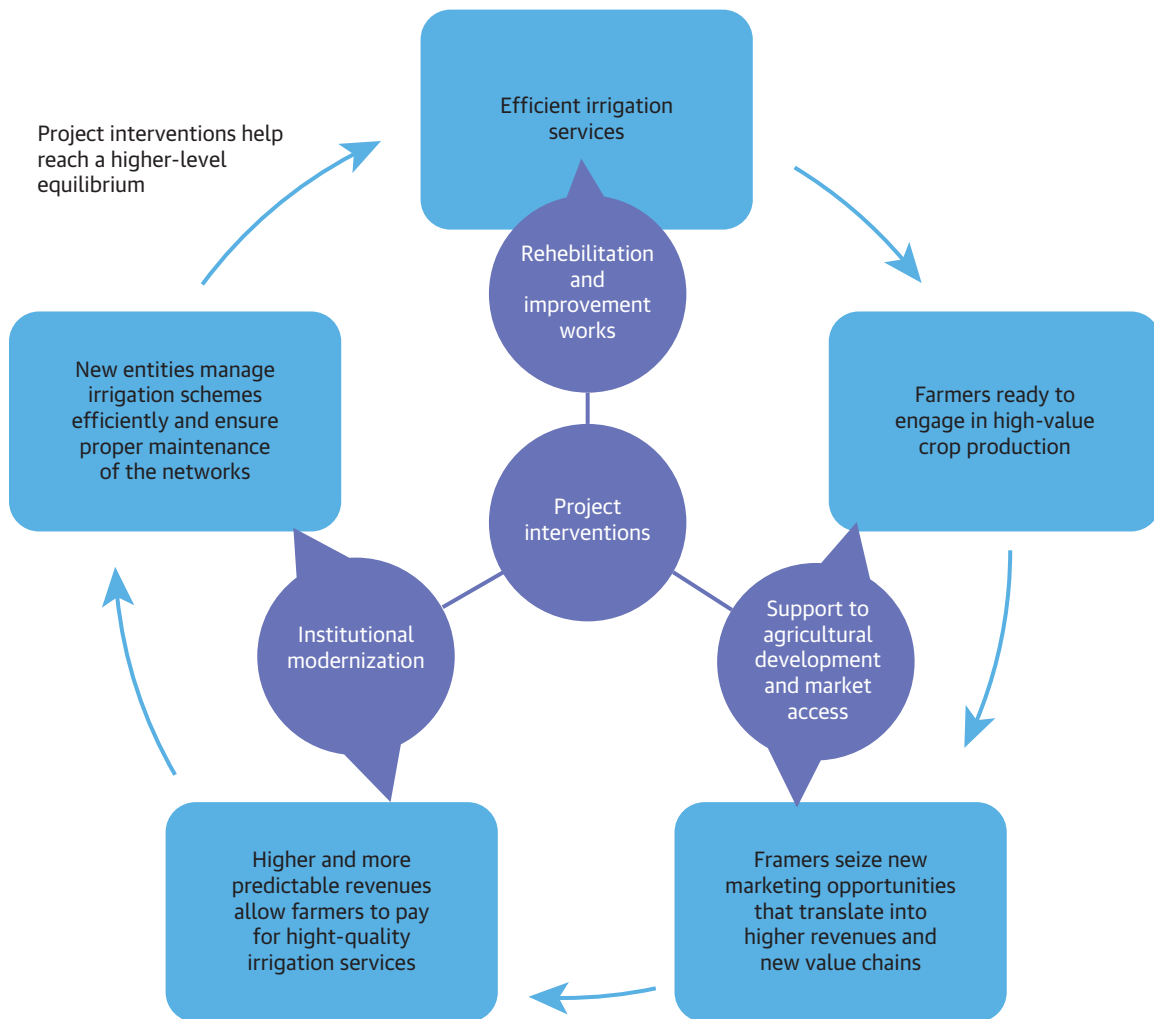 Efficient irrigation
services
Project interventions help
reach a higher-level
equilibrium
Rehebilitation
and
improvement
works
New entities manage
irrigation schemes
efficiently and ensure
proper maintenance
of the networks
Farmers ready to
engage in high-value
crop production
Project
interventions
Institutional
modernization
Support to
agricultural
development
and market
access
Higher and more
predictable revenues
allow farmers to pay
for hight-quality
irrigation services
Framers seize new
marketing opportunities
that translate into
higher revenues and
new value chains